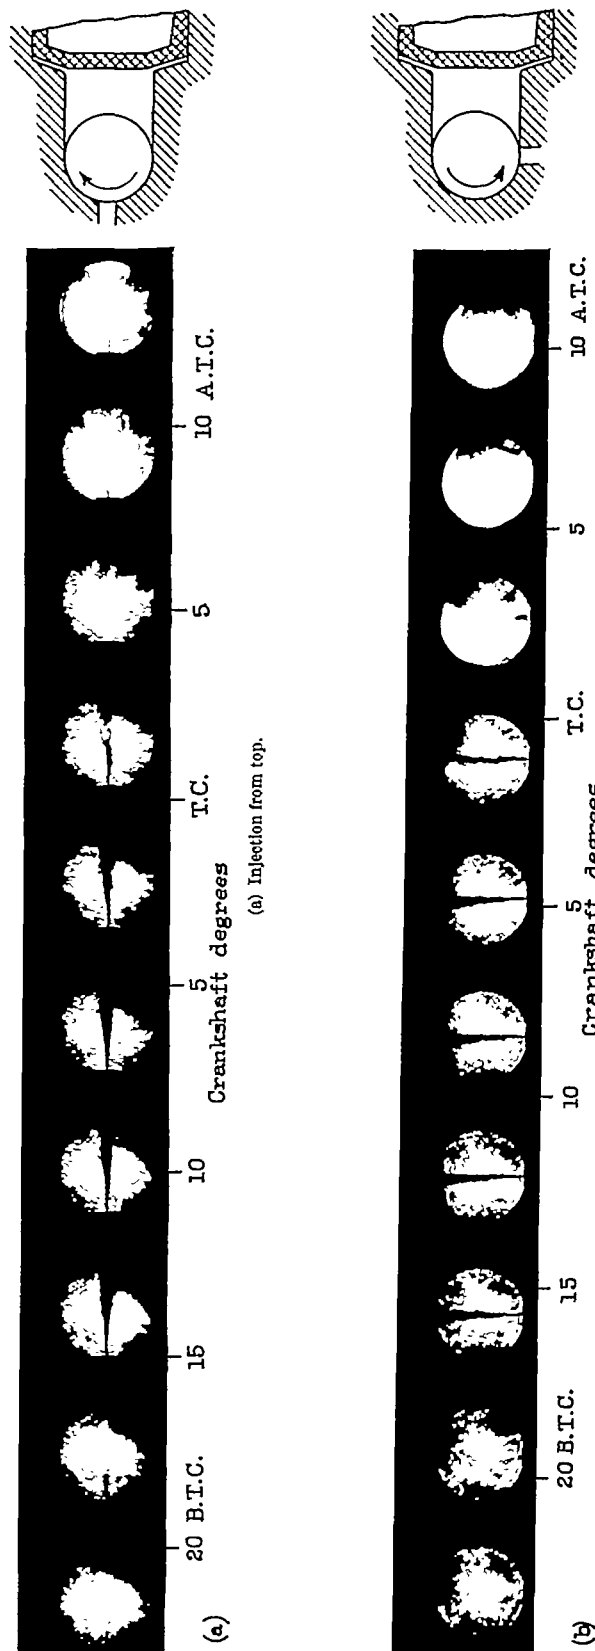 20 B.T.C. 15 10 5 T.C. 5 10 A.T.C.
Crankshaft degrees
(a)
(a) Injection from top.
20 B.T.C. 15 10 5 T.C. 5 10 A.T.C.
Crankshaft degrees
(b)